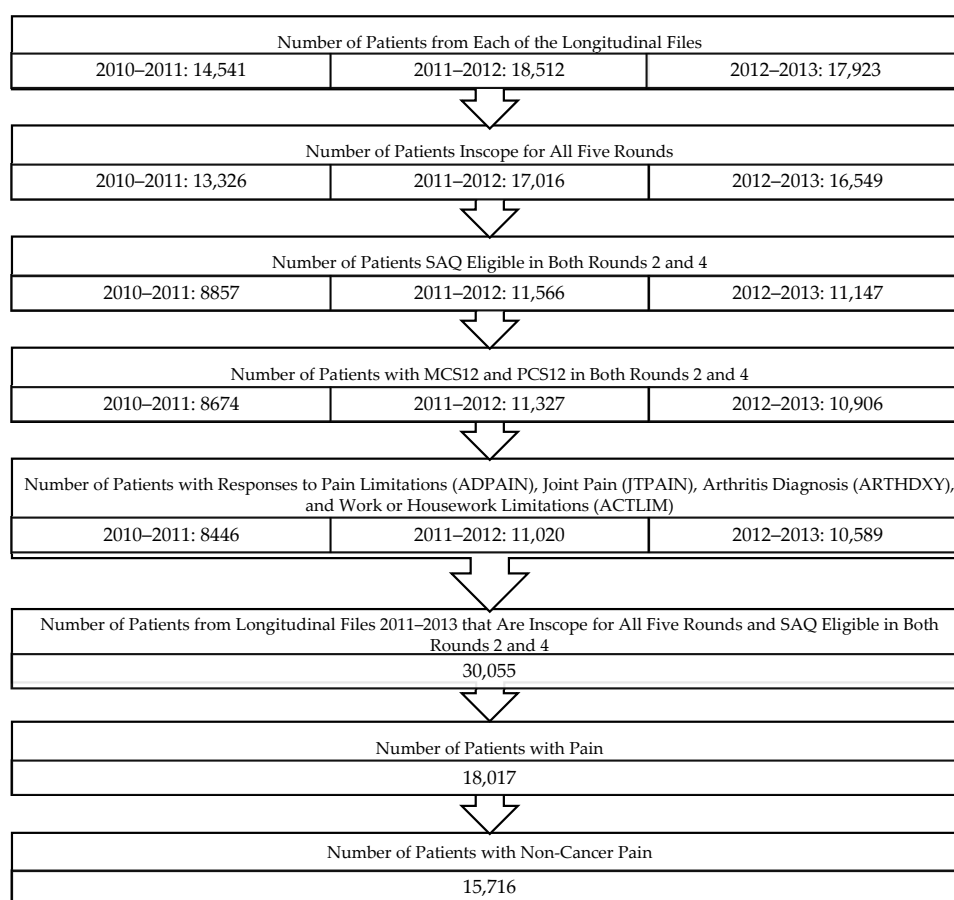 Number of Patients from Each of the Longitudinal Files
2010–2011: 14,541 2011–2012: 18,512 2012–2013: 17,923
Number of Patients Inscope for All Five Rounds
2010–2011: 13,326 2011–2012: 17,016 2012–2013: 16,549
Number of Patients SAQ Eligible in Both Rounds 2 and 4
2010–2011: 8857 2011–2012: 11,566 2012–2013: 11,147
Number of Patients with MCS12 and PCS12 in Both Rounds 2 and 4
2010–2011: 8674 2011–2012: 11,327 2012–2013: 10,906
Number of Patients with Responses to Pain Limitations (ADPAIN), Joint Pain (JTPAIN), Arthritis Diagnosis (ARTHDXY),
and Work or Housework Limitations (ACTLIM)
2010–2011: 8446 2011–2012: 11,020 2012–2013: 10,589
Number of Patients from Longitudinal Files 2011–2013 that Are Inscope for All Five Rounds and SAQ Eligible in Both
Rounds 2 and 4
30,055
Number of Patients with Pain
18,017
Number of Patients with Non-Cancer Pain
15,716